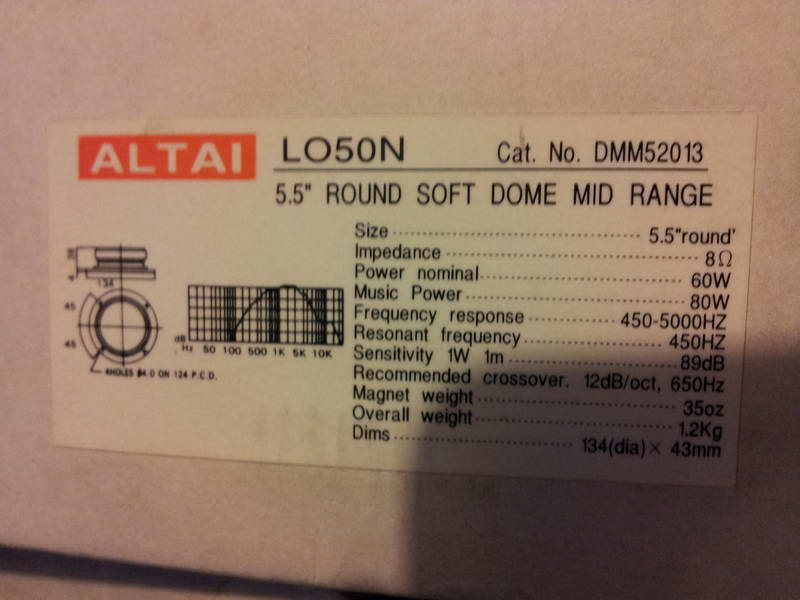 ALTAI LO50N Cat. No. DMM52013
5.5" ROUND SOFT DOME MID RANGE
Size 5.5"round'
Impedance 8Ω
Power nominal 60W
Music Power 80W
Frequency response 450-5000HZ
Resonant frequency 450HZ
Sensitivity 1W 1m 89dB
Recommended crossover. 12dB/oct, 650Hz
Magnet weight 35oz
Overall weight 1.2Kg
Dims 134(dia)× 43mm
134
45
45
4HOLES ϕ4.0 ON 124 P.C.D.
dB
Hz 50 100 500 1K 5K 10K